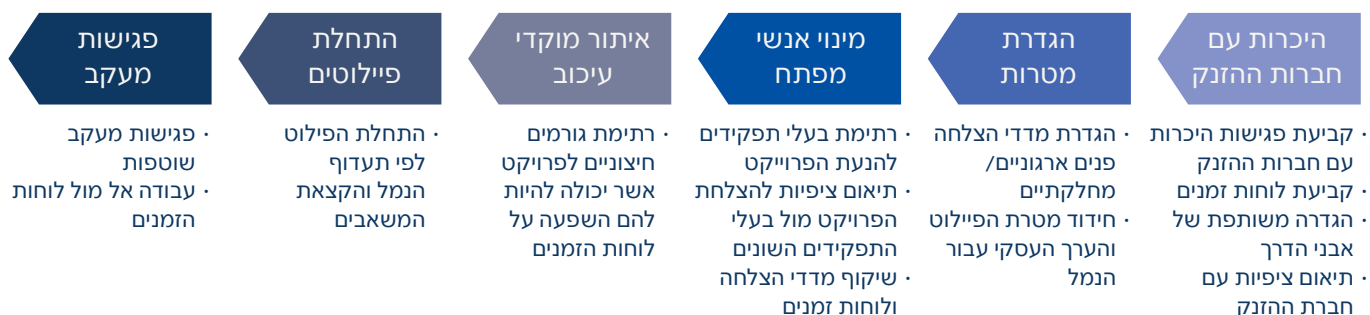 היכרות עם
חברות ההזנק
· קביעת פגישות היכרות
עם חברות ההזנק
· קביעת לוחות זמנים
· הגדרה משותפת של
אבני הדרך
· תיאום ציפיות עם
חברת ההזנק
הגדרת
מטרות
· הגדרת מדדי הצלחה
פנים ארגוניים/
מחלקתיים
· חידוד מטרת הפיילוט
והערך העסקי עבור
הנמל
מינוי אנשי
מפתח
· רתימת בעלי תפקידים
להנעת הפרוייקט
· תיאום ציפיות להצלחת
הפרויקט מול בעלי
התפקידים השונים
· שיקוף מדדי הצלחה
ולוחות זמנים
איתור מוקדי
עיכוב
· רתימת גורמים
חיצוניים לפרויקט
אשר יכולה להיות
להם השפעה על
לוחות הזמנים
התחלת
פיילוטים
· התחלת הפילוט
לפי תעדוף
הנמל והקצאת
המשאבים
פגישות
מעקב
· פגישות מעקב
שוטפות
· עבודה אל מול לוחות
הזמנים